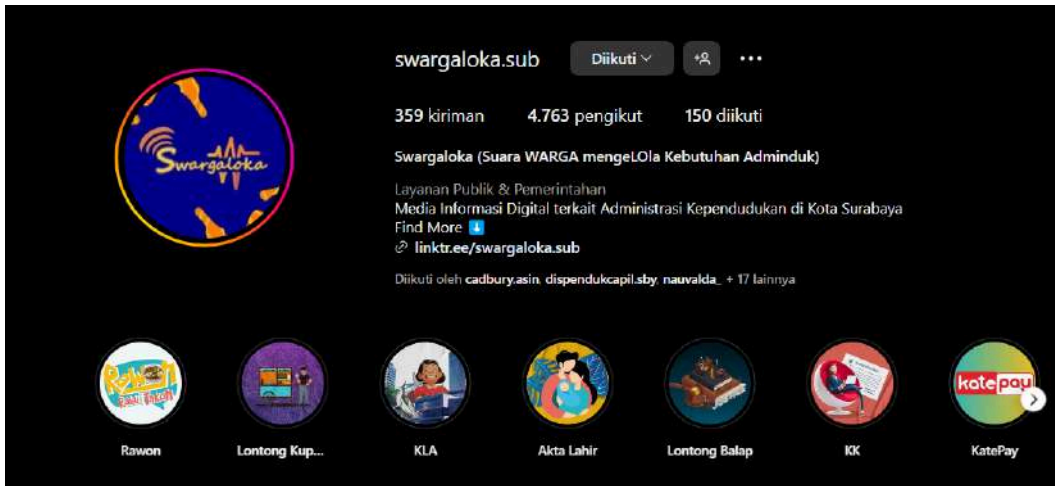 swargaloka.sub
Diikuti
359 kiriman 4.763 pengikut 150 diikuti
Swargaloka
Swargaloka (Suara WARGA mengeLOla Kebutuhan Adminduk)
Layanan Publik & Pemerintahan
Media Informasi Digital terkait Administrasi Kependudukan di Kota Surabaya
Find More
linktr.ee/swargaloka.sub
Diikuti oleh cadbury.asin, dispendukcapil.sby, nauvalda_ + 17 lainnya
Rawon
katepay
Rawon Lontong Kup... KLA Akta Lahir Lontong Balap KK KatePay